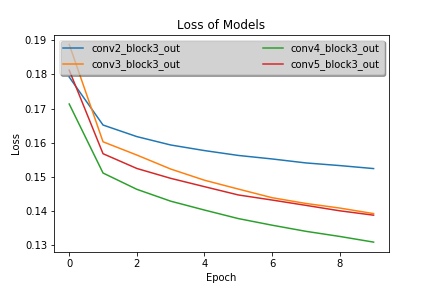 Loss of Models
conv2_block3_out
conv3_block3_out
conv4_block3_out
conv5_block3_out
0.19
0.18
0.17
0.16
0.15
0.14
0.13
Loss
0 2 4 6 8
Epoch